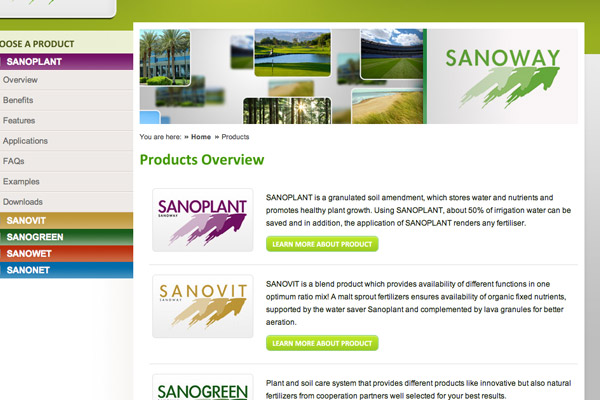 OOSE A PRODUCT
SANOPLANT
Overview
Benefits
Features
Applications
FAQs
Examples
Downloads
SANOVIT
SANOGREEN
SANOWET
SANONET
SANOWAY
You are here: » Home » Products
Products Overview
SANOPLANT
SANOWAY
SANOPLANT is a granulated soil amendment, which stores water and nutrients and
promotes healthy plant growth. Using SANOPLANT, about 50% of irrigation water can be
saved and in addition, the application of SANOPLANT renders any fertiliser.
LEARN MORE ABOUT PRODUCT
SANOVIT
SANOWAY
SANOVIT is a blend product which provides availability of different functions in one
optimum ratio mix! A malt sprout fertilizers ensures availability of organic fixed nutrients,
supported by the water saver Sanoplant and complemented by lava granules for better
aeration.
LEARN MORE ABOUT PRODUCT
SANOGREEN
Plant and soil care system that provides different products like innovative but also natural
fertilizers from cooperation partners well selected for your best results.